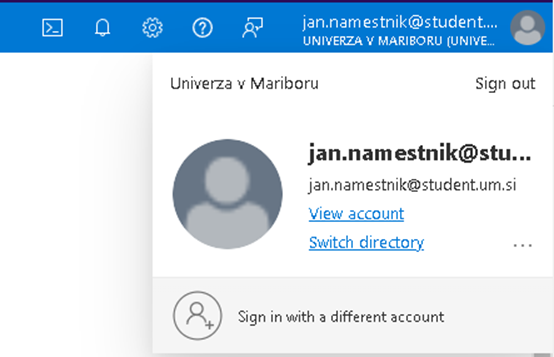 jan.namestnik@student....
UNIVERZA V MARIBORU (UNIVE...
Univerza v Mariboru
Sign out
jan.namestnik@stu...
jan.namestnik@student.um.si
View account
Switch directory
...
Sign in with a different account